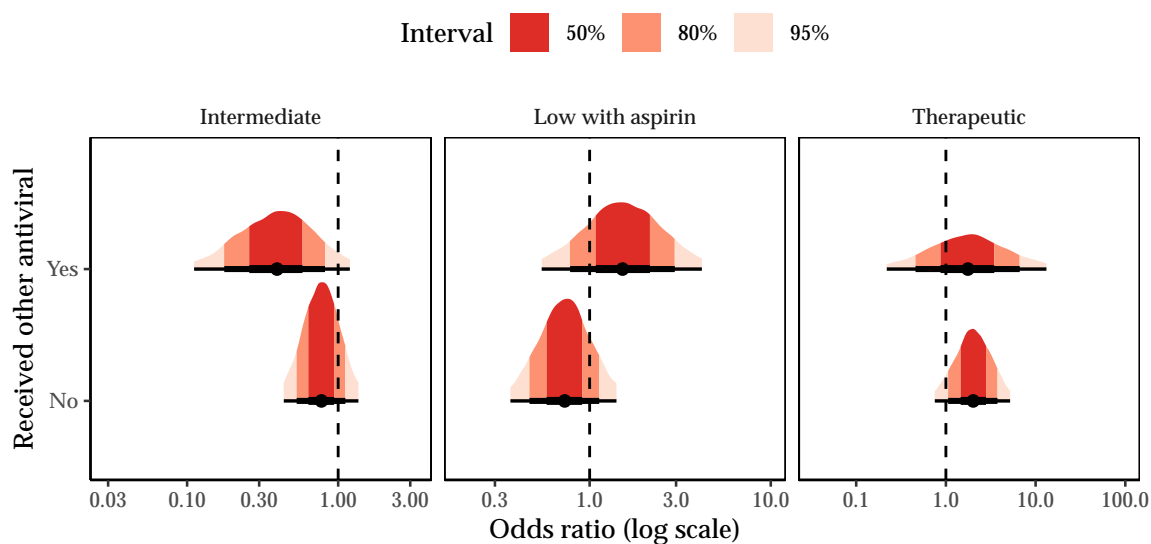 Interval 50% 80% 95%
Intermediate Low with aspirin Therapeutic
Received other antiviral
Yes
No
0.03 0.10 0.30 1.00 3.00 0.3 1.0 3.0 10.0 0.1 1.0 10.0 100.0
Odds ratio (log scale)